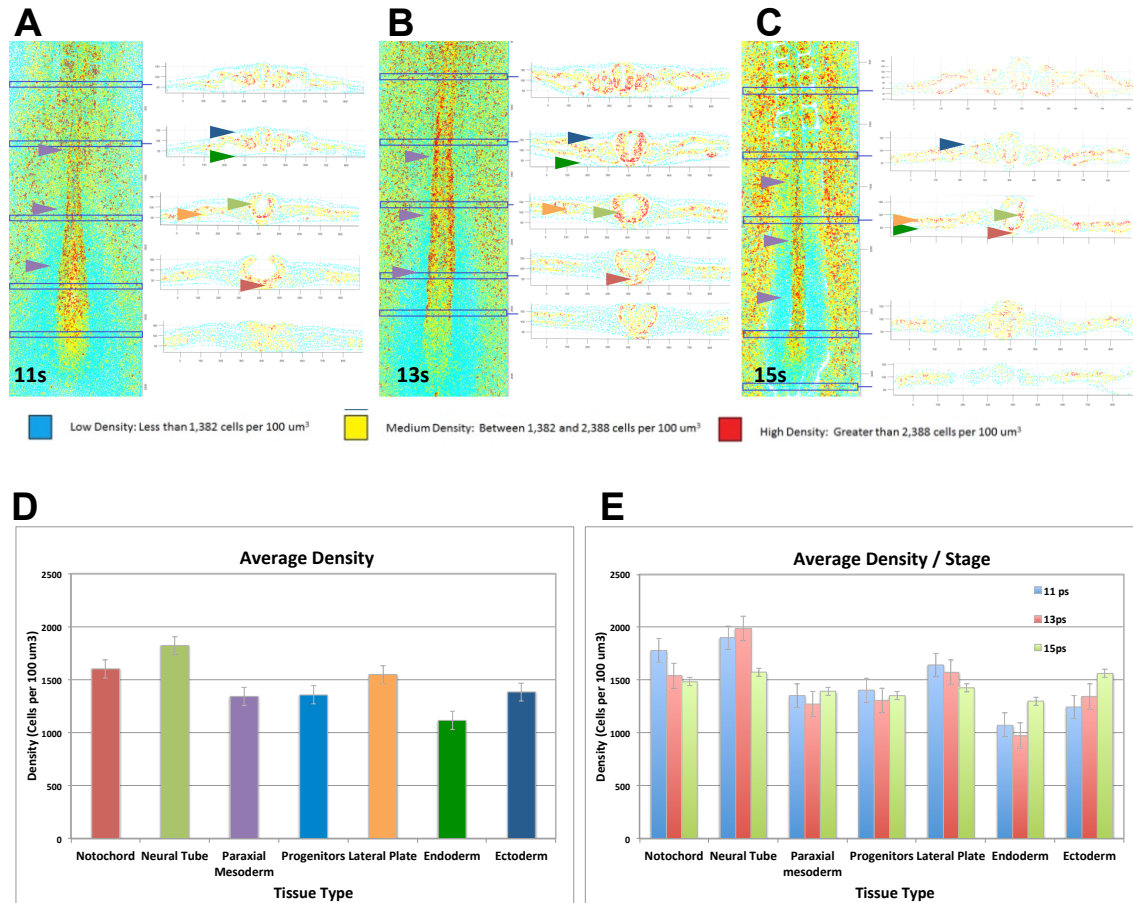 A
B
C
11s
13s
15s
Low Density: Less than 1,382 cells per 100 um³
Medium Density: Between 1,382 and 2,388 cells per 100 um³
High Density: Greater than 2,388 cells per 100 um³
D
Average Density
Density (Cells per 100 um3)
2500
2000
1500
1000
500
0
Notochord Neural Tube Paraxial Mesoderm Progenitors Lateral Plate Endoderm Ectoderm
Tissue Type
E
Average Density / Stage
11 ps
13ps
15ps
Density (Cells per 100 um3)
2500
2000
1500
1000
500
0
Notochord Neural Tube Paraxial mesoderm Progenitors Lateral Plate Endoderm Ectoderm
Tissue Type